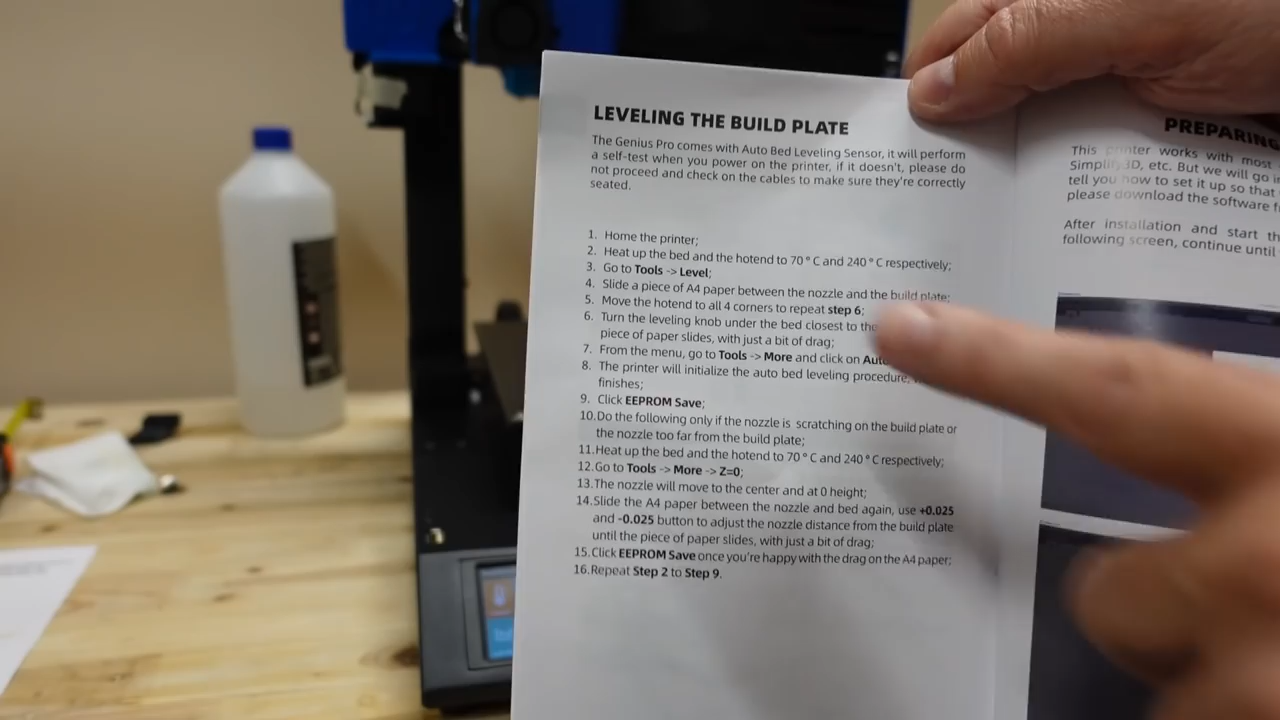 LEVELING THE BUILD PLATE
The Genius Pro comes with Auto Bed Leveling Sensor, it will perform
a self-test when you power on the printer, if it doesn't, please do
not proceed and check on the cables to make sure they're correctly
seated.
1. Home the printer;
2. Heat up the bed and the hotend to 70°C and 240°C respectively;
3. Go to Tools -> Level;
4. Slide a piece of A4 paper between the nozzle and the build plate;
5. Move the hotend to all 4 corners to repeat step 6;
6. Turn the leveling knob under the bed closest to the
piece of paper slides, with just a bit of drag;
7. From the menu, go to Tools -> More and click on
8. The printer will initialize the auto bed leveling procedure,
finishes;
9. Click EEPROM Save;
10.Do the following only if the nozzle is scratching on the build plate or
the nozzle too far from the build plate;
11.Heat up the bed and the hotend to 70°C and 240°C respectively;
12.Go to Tools -> More -> Z=0;
13.The nozzle will move to the center and at 0 height;
14.Slide the A4 paper between the nozzle and bed again, use +0.025
and -0.025 button to adjust the nozzle distance from the build plate
until the piece of paper slides, with just a bit of drag;
15.Click EEPROM Save once you're happy with the drag on the A4 paper;
16.Repeat Step 2 to Step 9.
PREPARING
This printer works with most
Simplify3D, etc. But we will go
tell you how to set it up so that
please download the software
After installation and start
following screen, continue until